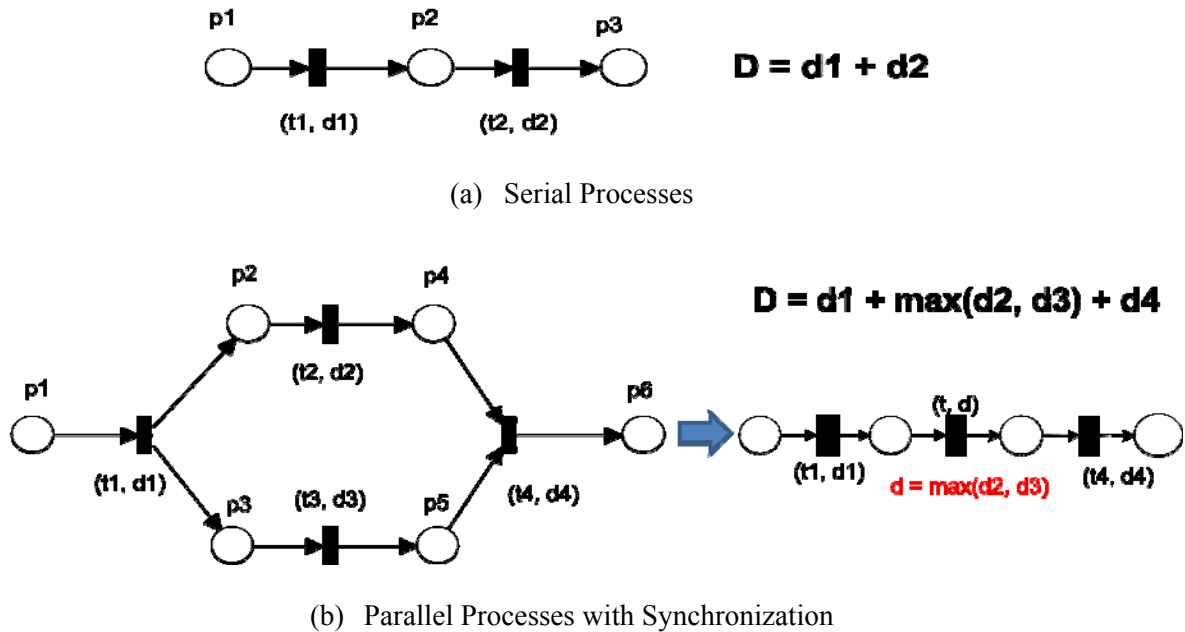 p1 p2 p3
D = d1 + d2
(t1, d1) (t2, d2)
(a) Serial Processes
p2 p4
D = d1 + max(d2, d3) + d4
(t2, d2)
p1 p6
(t, d)
(t1, d1) (t3, d3) (t4, d4)
p3 p5
(t1, d1) (t4, d4)
d = max(d2, d3)
(b) Parallel Processes with Synchronization